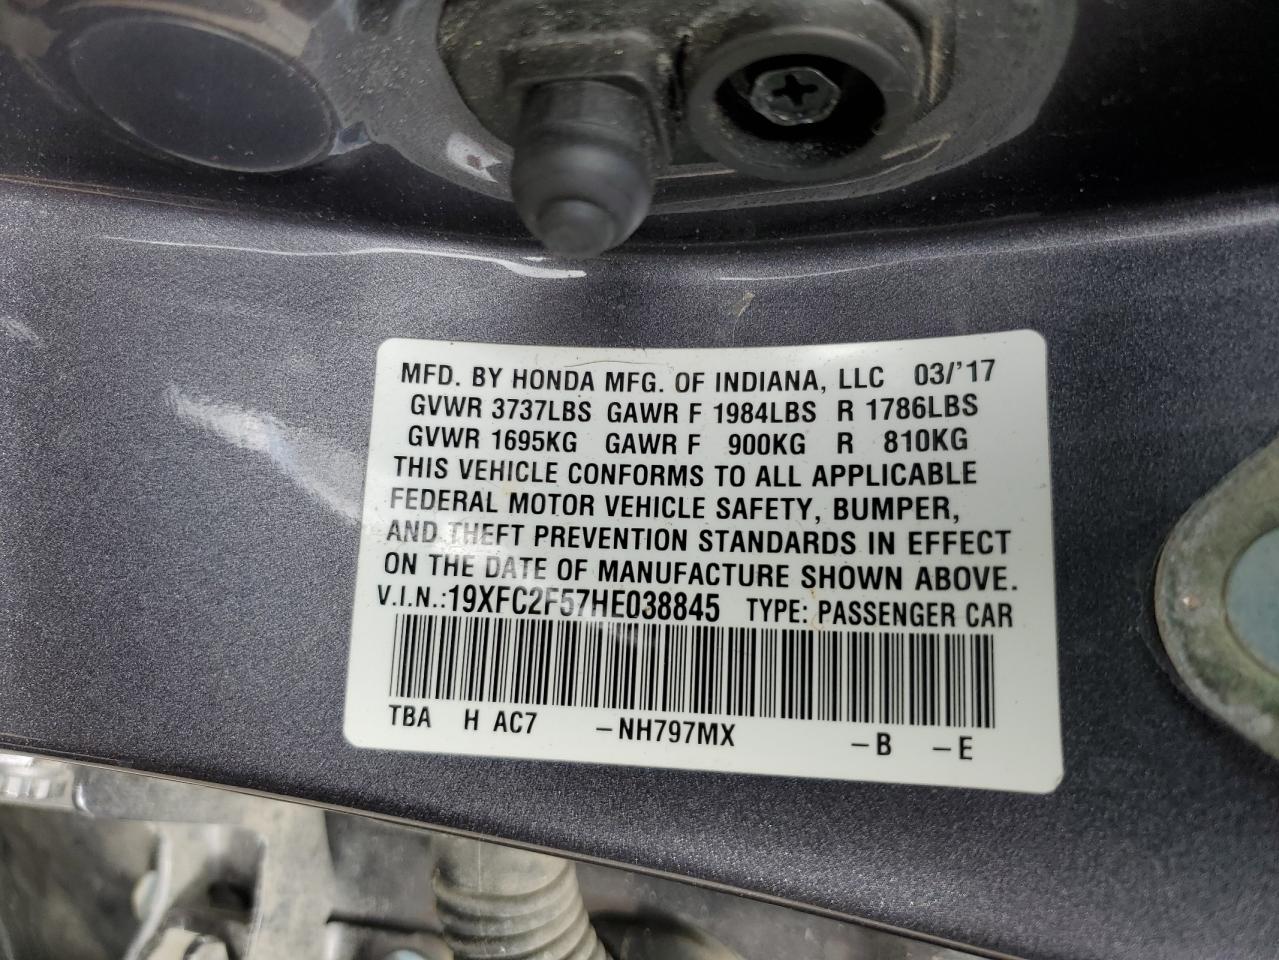 MFD. BY HONDA MFG. OF INDIANA, LLC 03/'17
GVWR 3737LBS GAWR F 1984LBS R 1786LBS
GVWR 1695KG GAWR F 900KG R 810KG
THIS VEHICLE CONFORMS TO ALL APPLICABLE
FEDERAL MOTOR VEHICLE SAFETY, BUMPER,
AND THEFT PREVENTION STANDARDS IN EFFECT
ON THE DATE OF MANUFACTURE SHOWN ABOVE.
V.I.N.:19XFC2F57HE038845 TYPE: PASSENGER CAR
TBA H AC7 -NH797MX -B -E